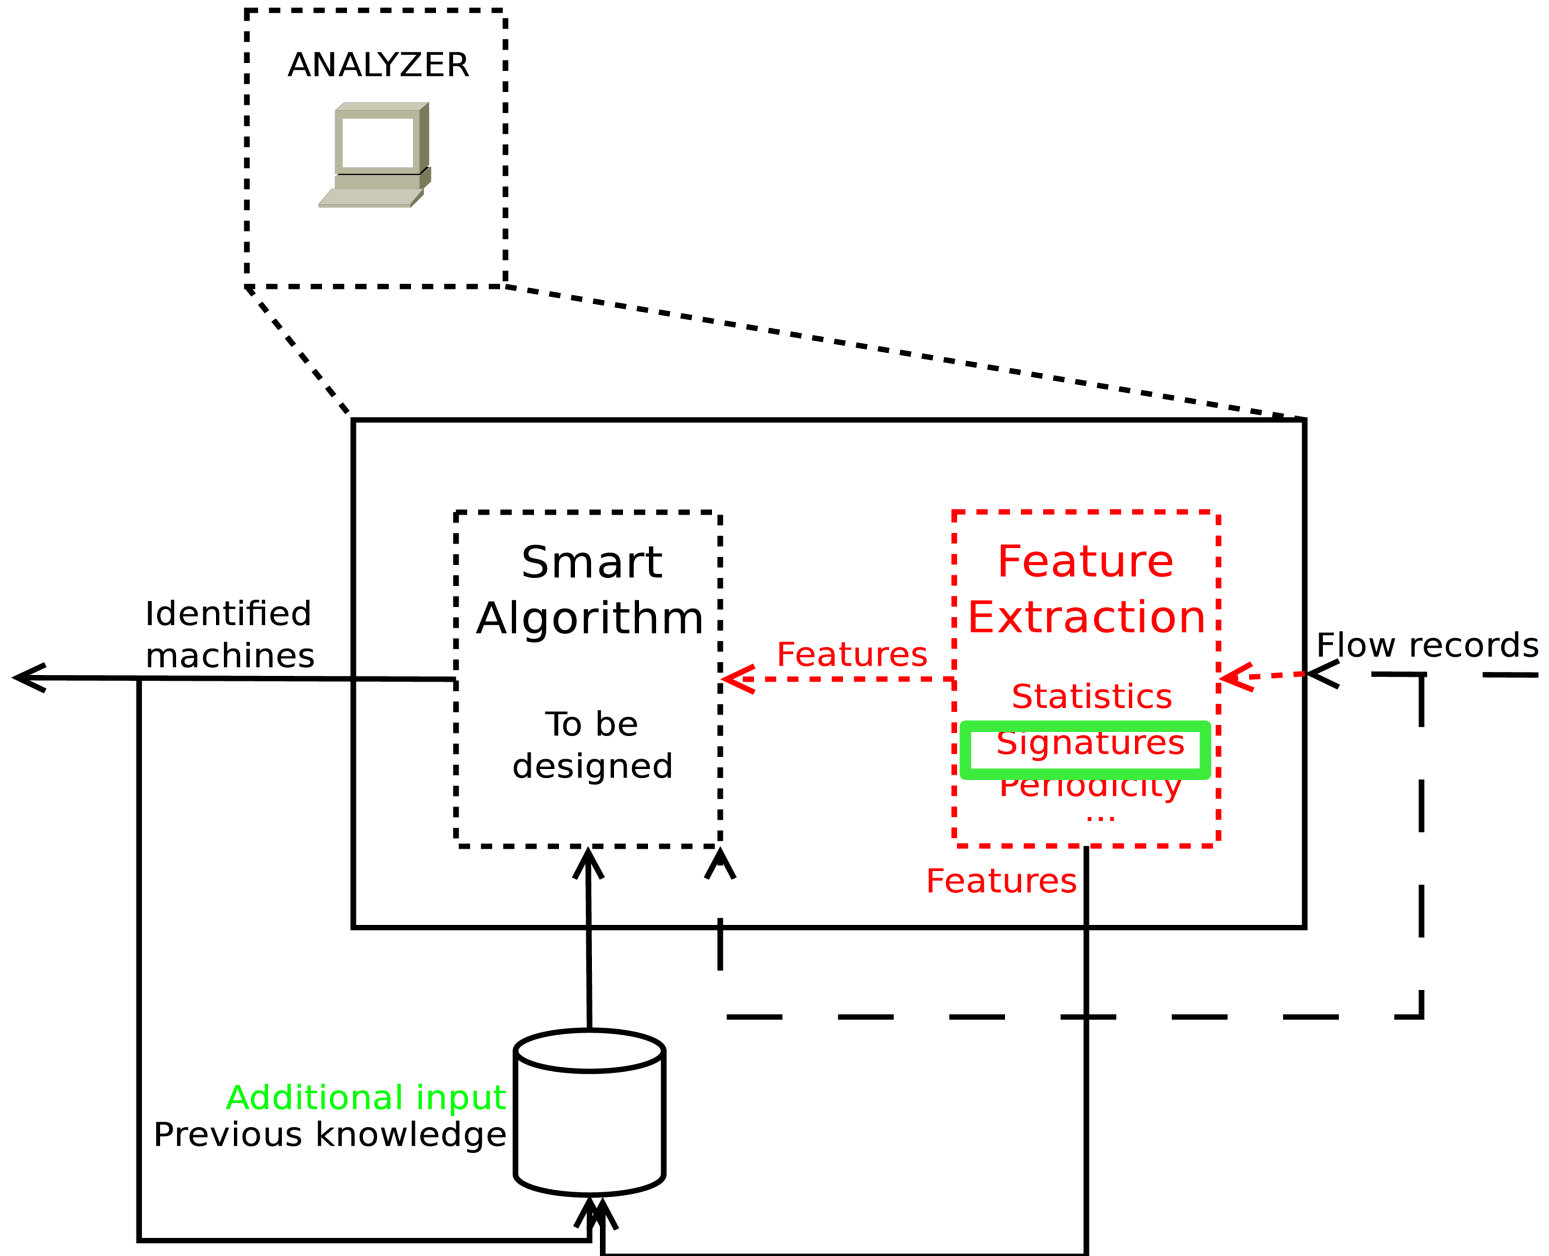 ANALYZER
Smart
Algorithm
To be
designed
Feature
Extraction
Statistics
Signatures
Periodicity
...
Features
Features
Identified
machines
Flow records
Additional input
Previous knowledge